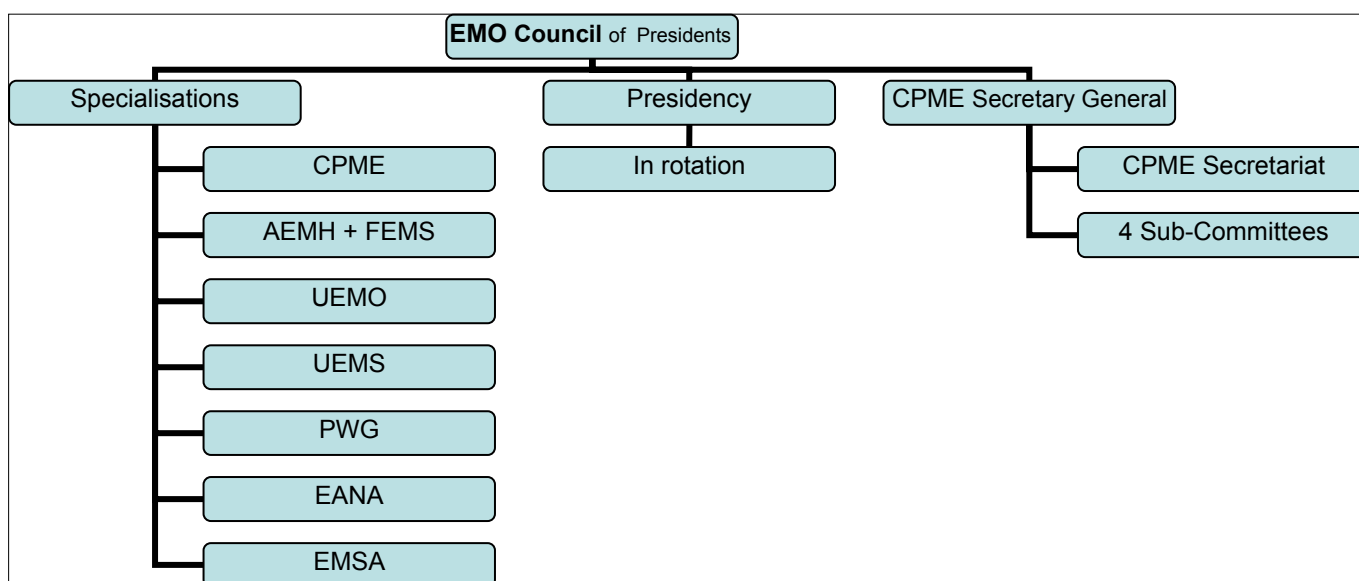 EMO Council of Presidents
Specialisations
Presidency
CPME Secretary General
CPME
In rotation
CPME Secretariat
AEMH + FEMS
4 Sub-Committees
UEMO
UEMS
PWG
EANA
EMSA